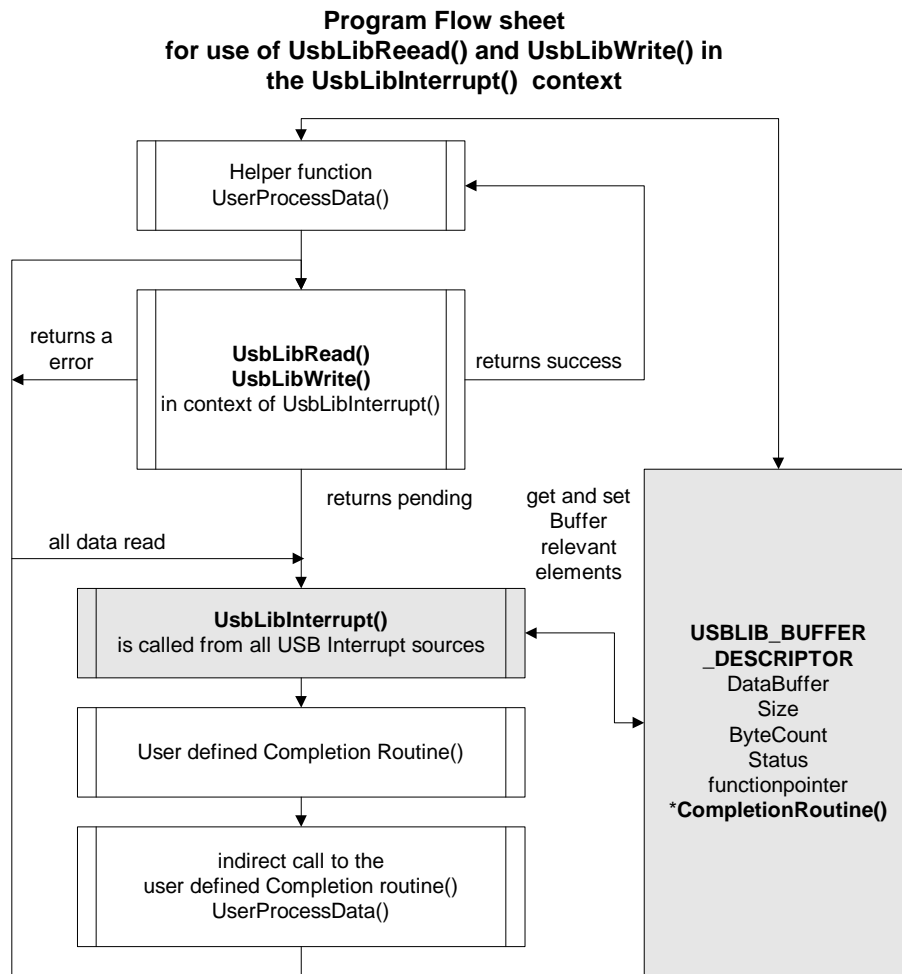 Program Flow sheet
for use of UsbLibReead() and UsbLibWrite() in
the UsbLibInterrupt() context
Helper function
UserProcessData()
returns a
error
UsbLibRead()
UsbLibWrite()
in context of UsbLibInterrupt()
returns success
returns pending
get and set
Buffer
relevant
elements
all data read
UsbLibInterrupt()
is called from all USB Interrupt sources
User defined Completion Routine()
indirect call to the
user defined Completion routine()
UserProcessData()
USBLIB_BUFFER
_DESCRIPTOR
DataBuffer
Size
ByteCount
Status
functionpointer
*CompletionRoutine()